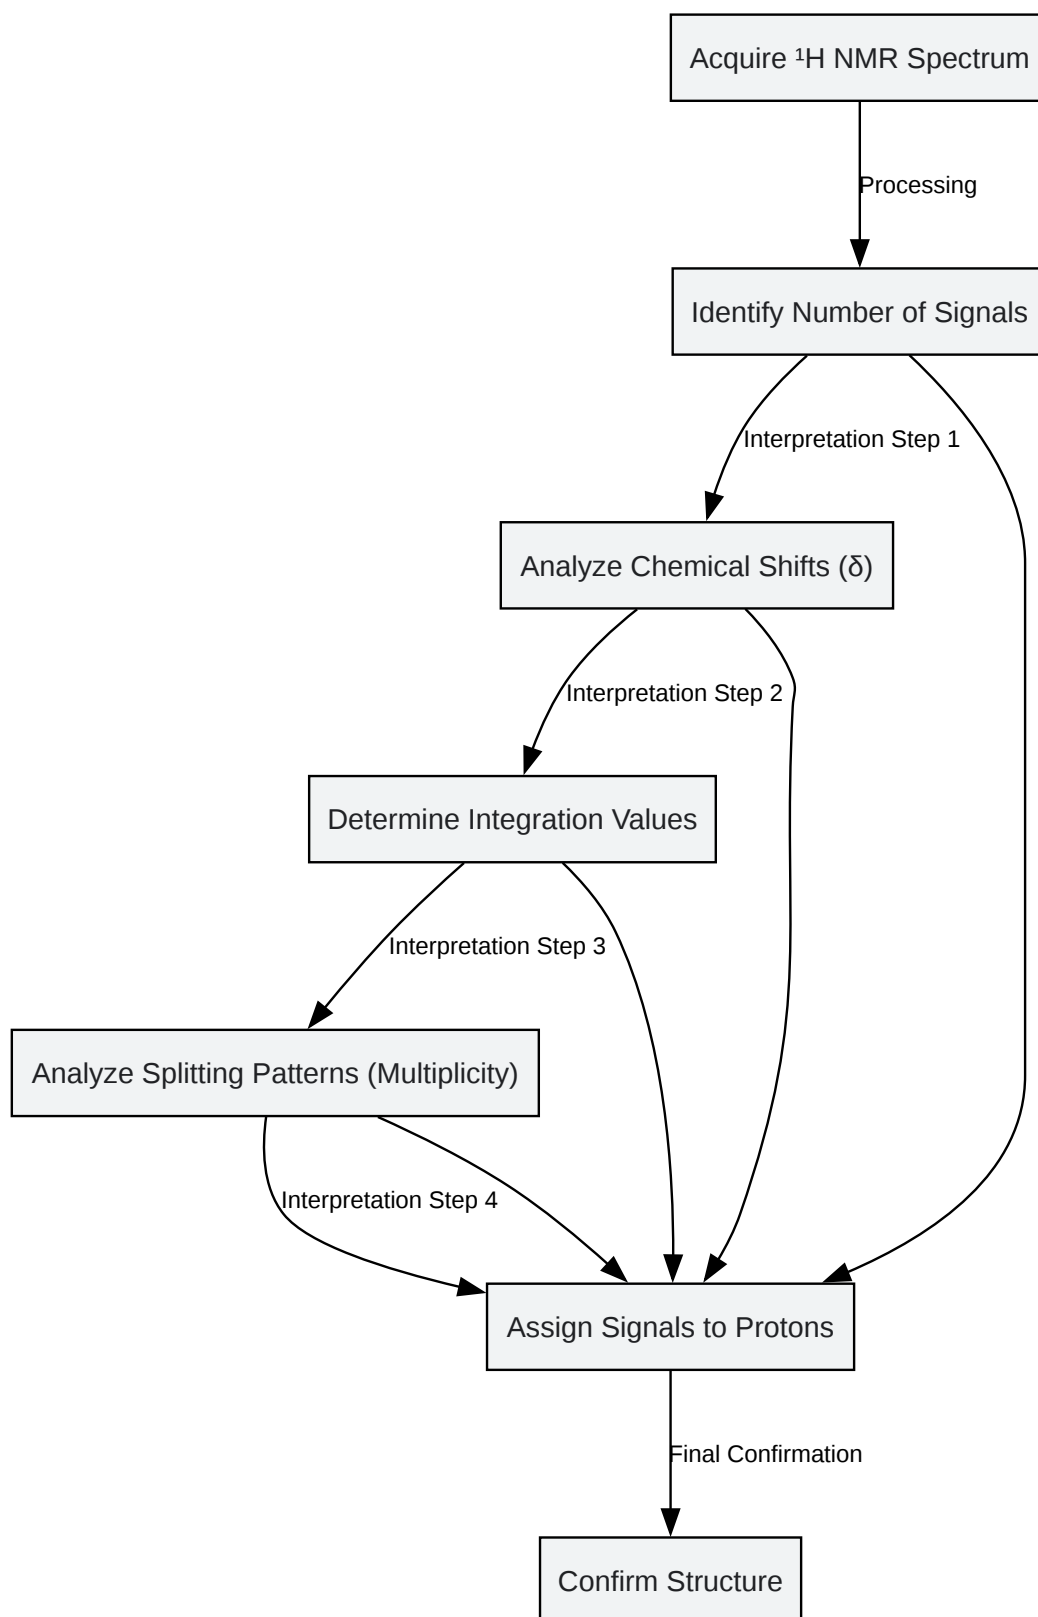 Acquire ¹H NMR Spectrum
Processing
Identify Number of Signals
Interpretation Step 1
Analyze Chemical Shifts (δ)
Interpretation Step 2
Determine Integration Values
Interpretation Step 3
Analyze Splitting Patterns (Multiplicity)
Interpretation Step 4
Assign Signals to Protons
Final Confirmation
Confirm Structure